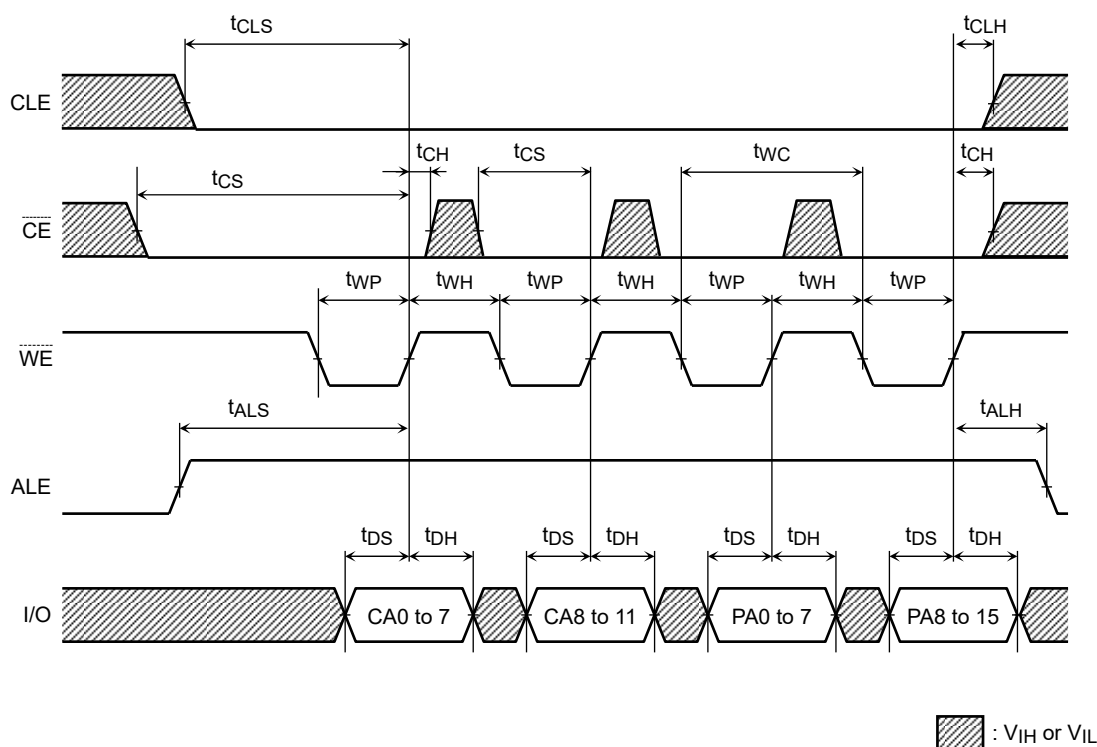 tCLS tCLH
CLE
tCH tCS tWC tCH
tCS
CE
tWP tWH tWP tWH tWP tWH tWP
WE
tALS tALH
ALE
tDS tDH tDS tDH tDS tDH tDS tDH
I/O CA0 to 7 CA8 to 11 PA0 to 7 PA8 to 15
: VIH or VIL